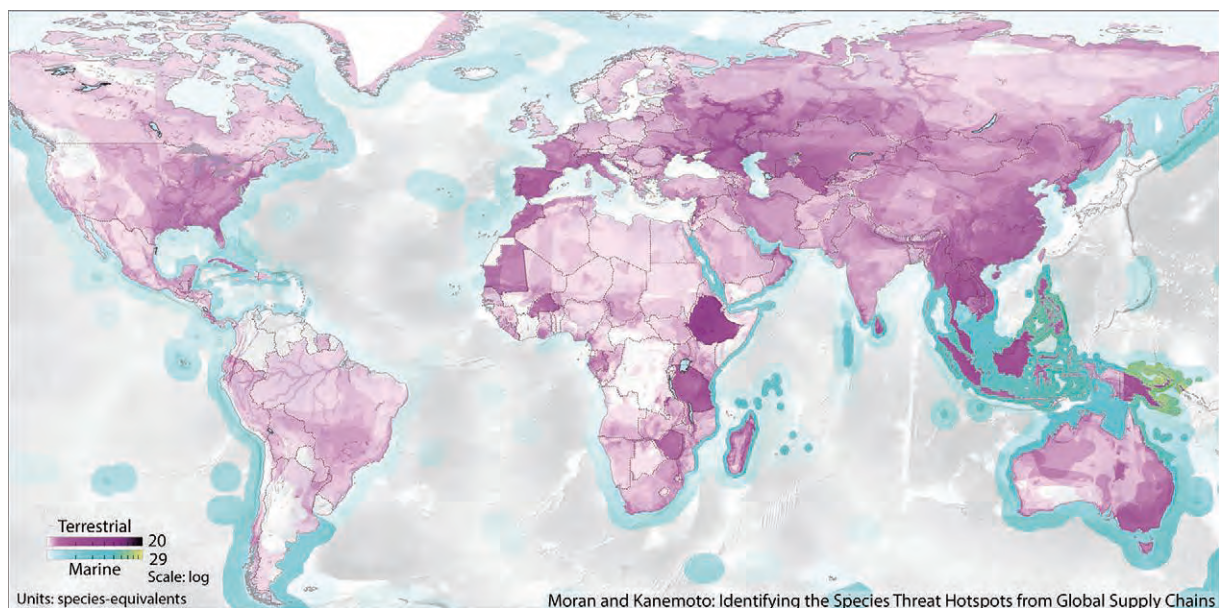 Terrestrial
20
29
Marine
Scale: log
Units: species-equivalents
Moran and Kanemoto: Identifying the Species Threat Hotspots from Global Supply Chains